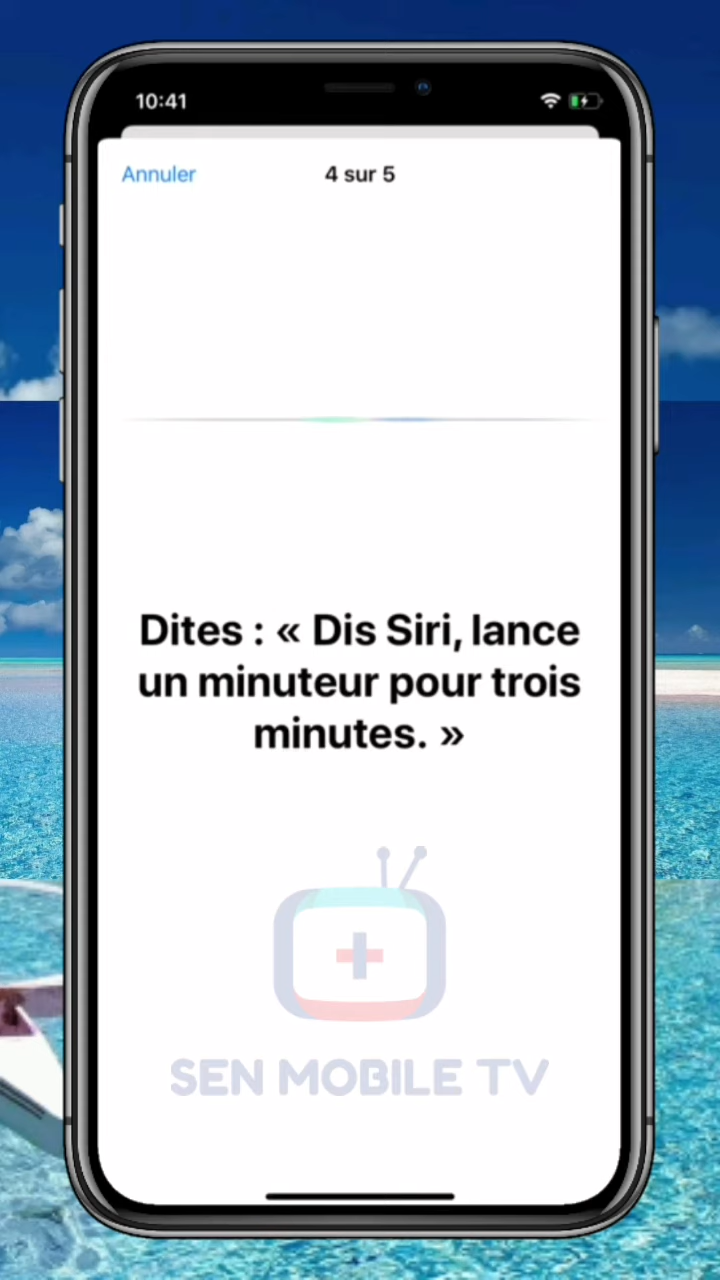 10:41
Annuler
4 sur 5
Dites : « Dis Siri, lance
un minuteur pour trois
minutes. »
SEN MOBILE TV